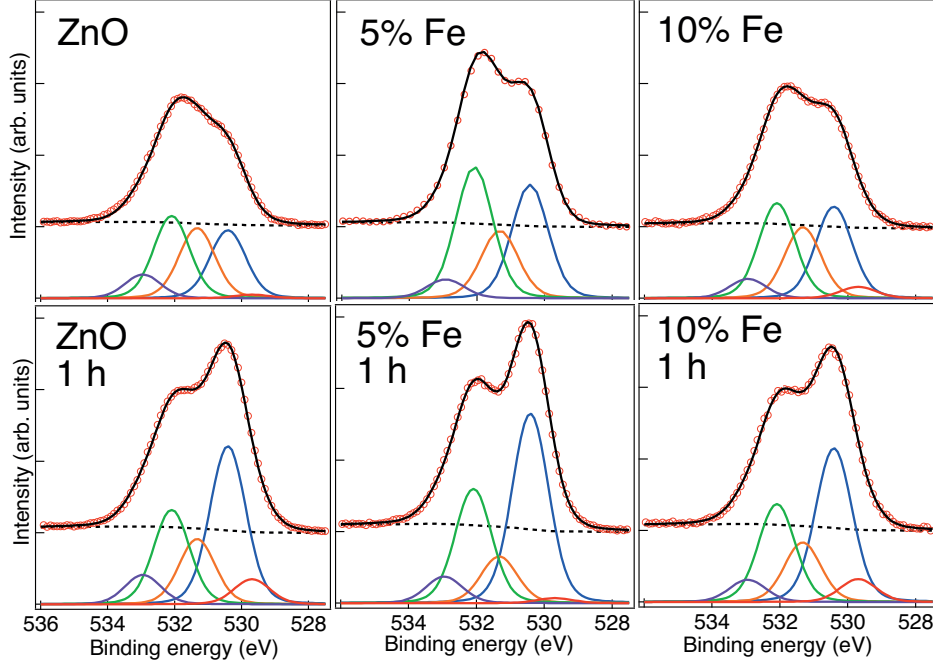 ZnO
5% Fe
10% Fe
Intensity (arb. units)
ZnO
1 h
5% Fe
1 h
10% Fe
1 h
Intensity (arb. units)
536 534 532 530 528
534 532 530 528
534 532 530 528
Binding energy (eV)
Binding energy (eV)
Binding energy (eV)